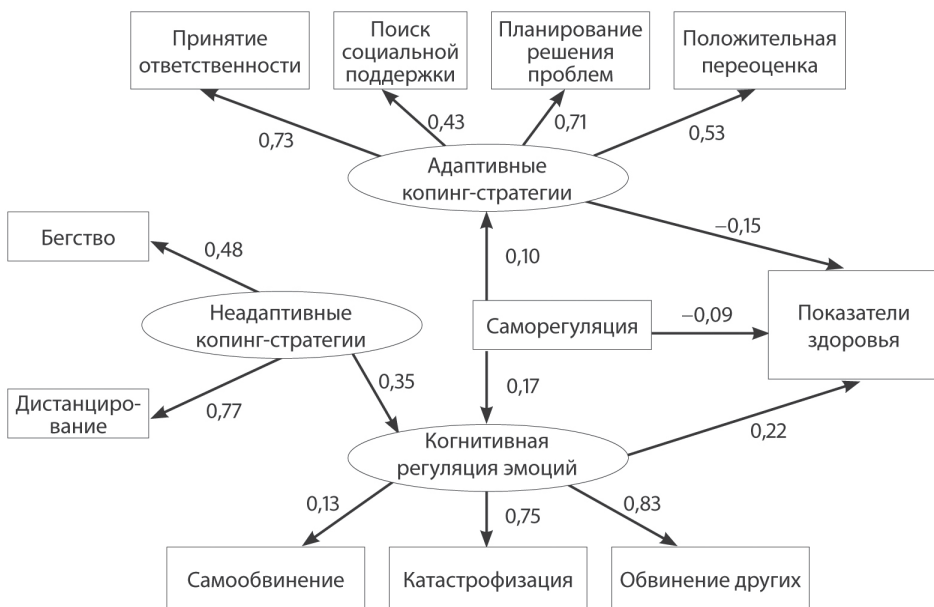 Принятие
ответственности
Поиск
социальной
поддержки
Планирование
решения
проблем
Положительная
переоценка
0,73
0,43
0,71
0,53
Адаптивные
копинг-стратегии
Бегство
0,48
0,10
–0,15
Неадаптивные
копинг-стратегии
Саморегуляция
–0,09
Показатели
здоровья
Дистанциро-
вание
0,77
0,35
0,17
0,22
Когнитивная
регуляция эмоций
0,13
0,75
0,83
Самообвинение
Катастрофизация
Обвинение других